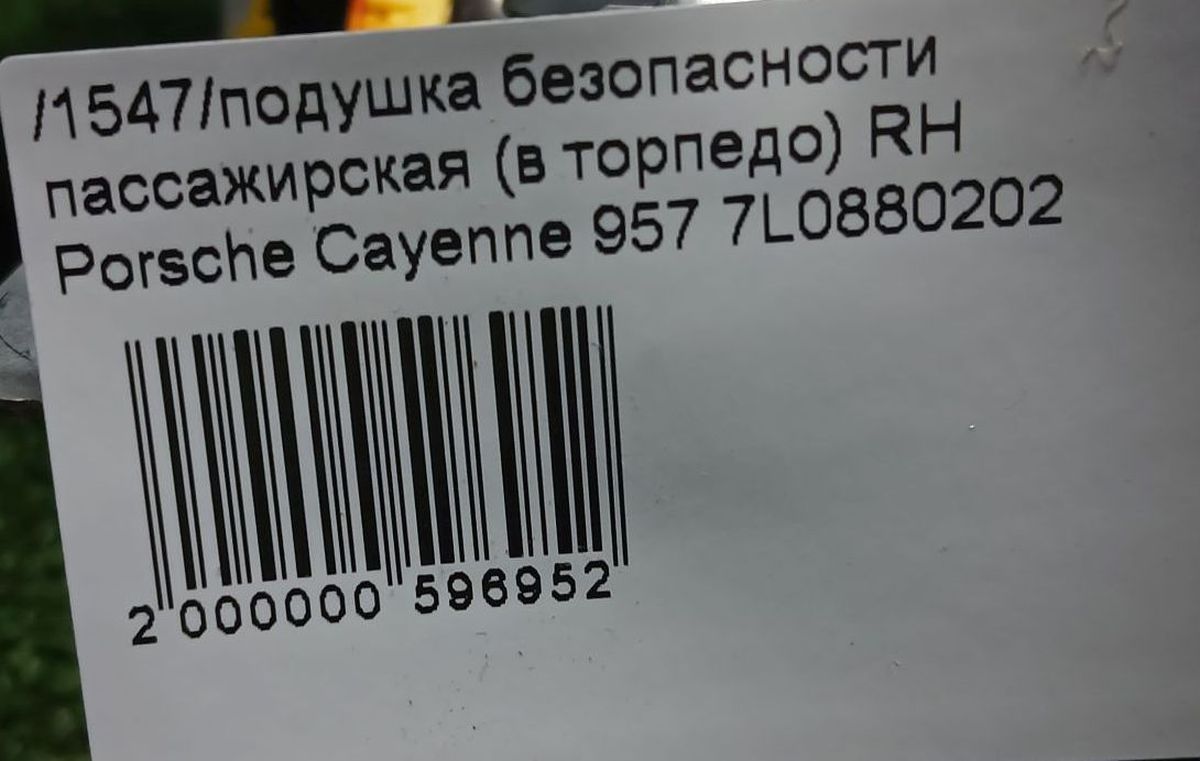 /1547/подушка безопасности
пассажирская (в торпедо) RH
Porsche Cayenne 957 7L0880202
2 000000 596952